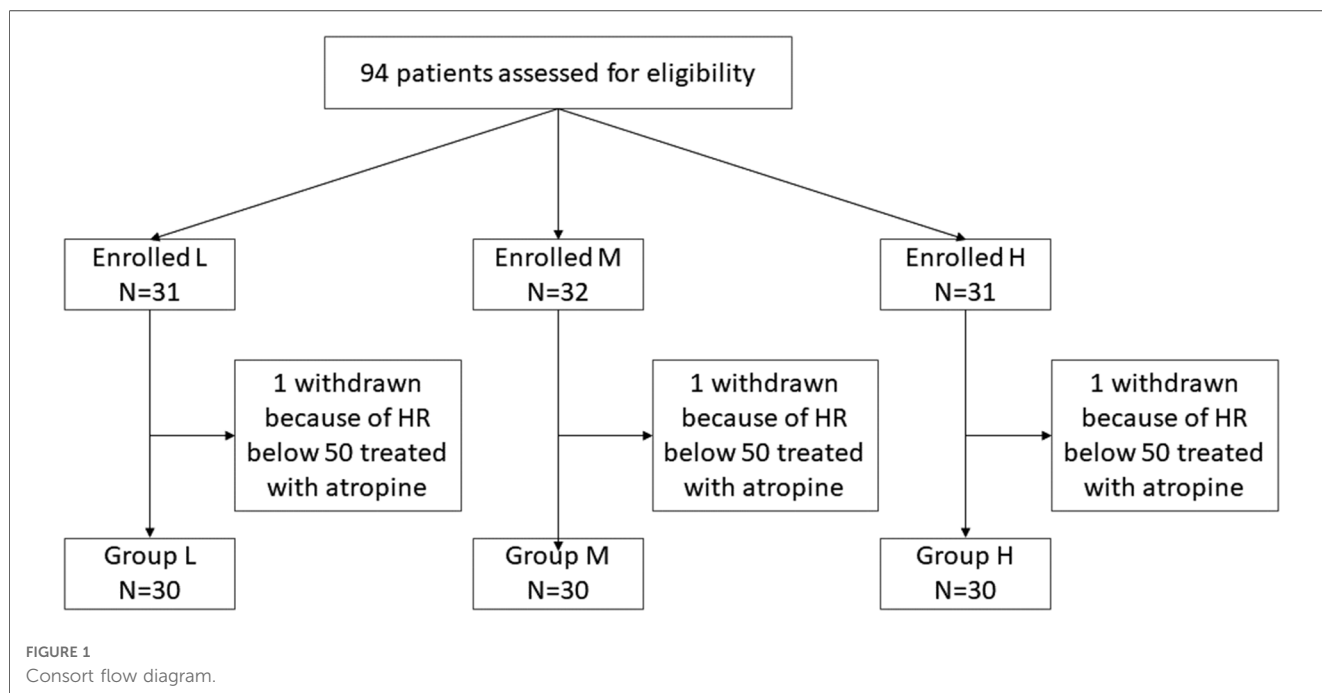 94 patients assessed for eligibility
Enrolled L
N=31
Enrolled M
N=32
Enrolled H
N=31
1 withdrawn
because of HR
below 50 treated
with atropine
1 withdrawn
because of HR
below 50 treated
with atropine
1 withdrawn
because of HR
below 50 treated
with atropine
Group L
N=30
Group M
N=30
Group H
N=30
FIGURE 1
Consort flow diagram.